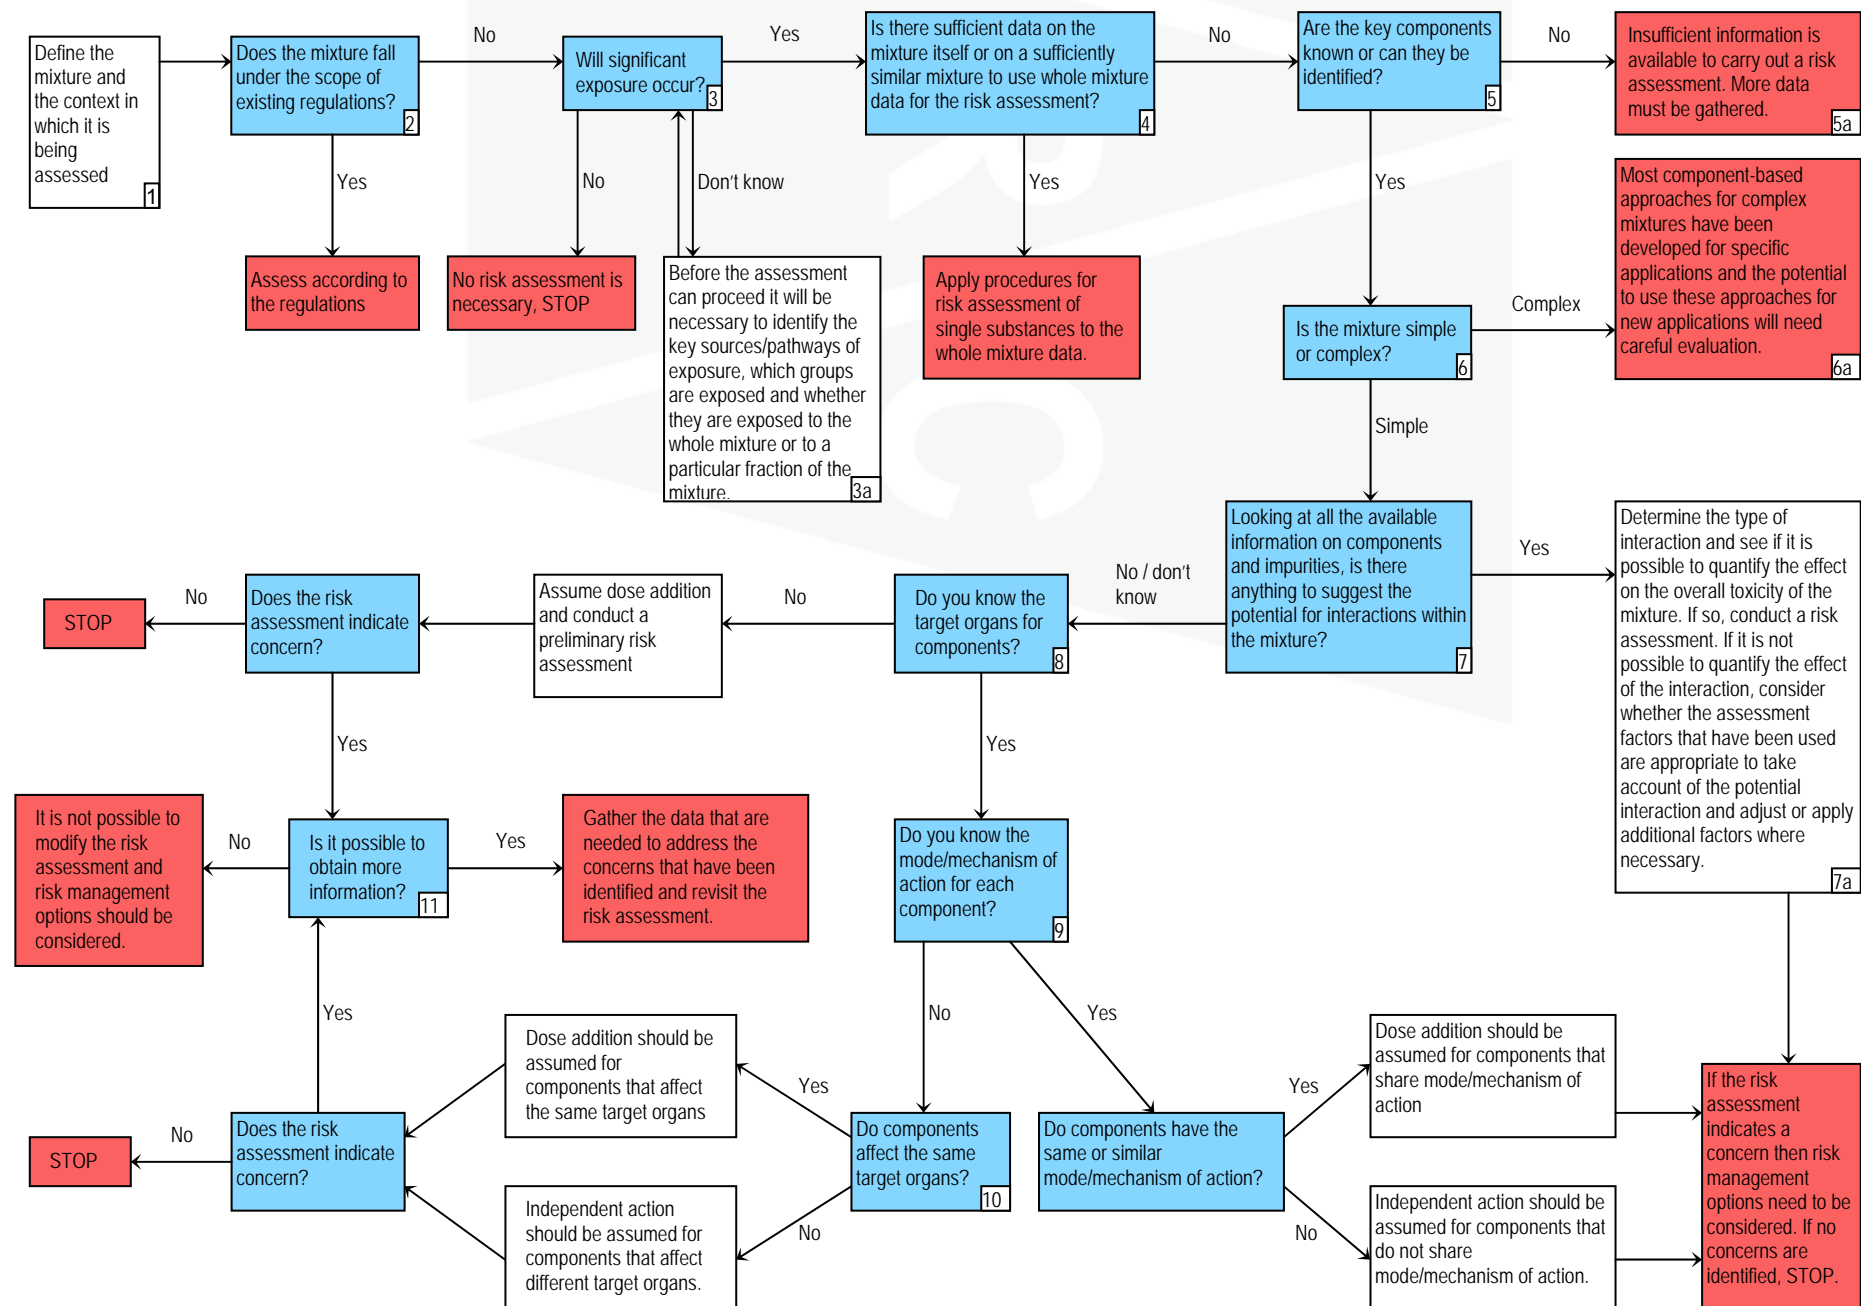 Define the
mixture and
the context in
which it is
being
assessed
1
Does the mixture fall
under the scope of
existing regulations?
2
No
Will significant
exposure occur?
3
Yes
Is there sufficient data on the
mixture itself or on a sufficiently
similar mixture to use whole mixture
data for the risk assessment?
4
No
Are the key components
known or can they be
identified?
5
No
Insufficient information is
available to carry out a risk
assessment. More data
must be gathered.
5a
Yes
No
Don't know
Yes
Yes
Assess according to
the regulations
No risk assessment is
necessary, STOP
Before the assessment
can proceed it will be
necessary to identify the
key sources/pathways of
exposure, which groups
are exposed and whether
they are exposed to the
whole mixture or to a
particular fraction of the
mixture.
3a
Apply procedures for
risk assessment of
single substances to the
whole mixture data.
Is the mixture simple
or complex?
6
Complex
Most component-based
approaches for complex
mixtures have been
developed for specific
applications and the potential
to use these approaches for
new applications will need
careful evaluation.
6a
Simple
R
C
STOP
No
Does the risk
assessment indicate
concern?
Assume dose addition
and conduct a
preliminary risk
assessment
No
Do you know the
target organs for
components?
8
No / don't
know
Looking at all the available
information on components
and impurities, is there
anything to suggest the
potential for interactions within
the mixture?
7
Yes
Determine the type of
interaction and see if it is
possible to quantify the effect
on the overall toxicity of the
mixture. If so, conduct a risk
assessment. If it is not
possible to quantify the effect
of the interaction, consider
whether the assessment
factors that have been used
are appropriate to take
account of the potential
interaction and adjust or apply
additional factors where
necessary.
7a
Yes
Yes
It is not possible to
modify the risk
assessment and
risk management
options should be
considered.
No
Is it possible to
obtain more
information?
11
Yes
Gather the data that are
needed to address the
concerns that have been
identified and revisit the
risk assessment.
Do you know the
mode/mechanism of
action for each
component?
9
Yes
No
Yes
STOP
No
Does the risk
assessment indicate
concern?
Dose addition should be
assumed for
components that affect
the same target organs
Independent action
should be assumed for
components that affect
different target organs.
Yes
No
Do components
affect the same
target organs?
10
Do components have the
same or similar
mode/mechanism of action?
Yes
No
Dose addition should be
assumed for components that
share mode/mechanism of
action
Independent action should be
assumed for components that
do not share
mode/mechanism of action.
If the risk
assessment
indicates a
concern then risk
management
options need to be
considered. If no
concerns are
identified, STOP.